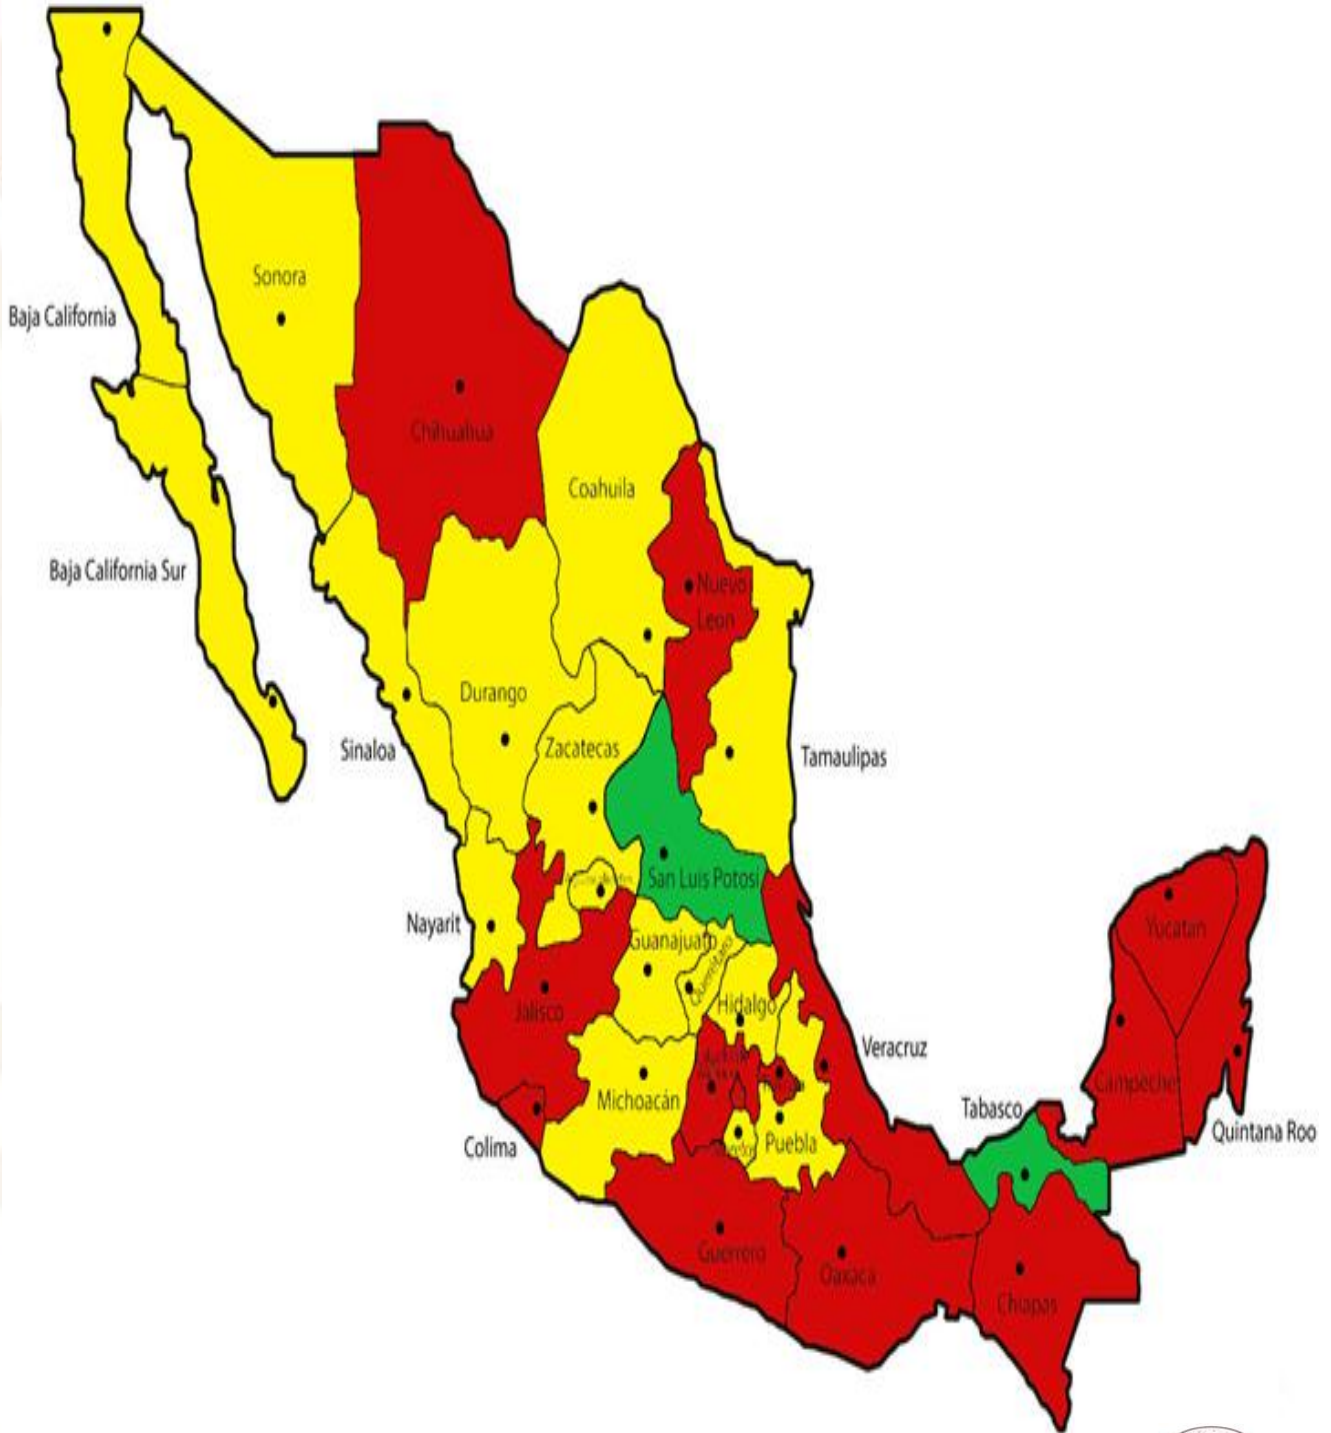 Sonora
Baja California
Chihuahua
Coahuila
Baja California Sur
Nuevo
Leon
Durango
Sinaloa
Zacatecas
Tamaulipas
San Luis Potosi
Nayarit
Guanajuato
Querétaro
Yucatan
Hidalgo
Jalisco
Veracruz
Campeche
Michoacán
Tabasco
Quintana Roo
Colima
Puebla
Guerrero
Oaxaca
Chiapas